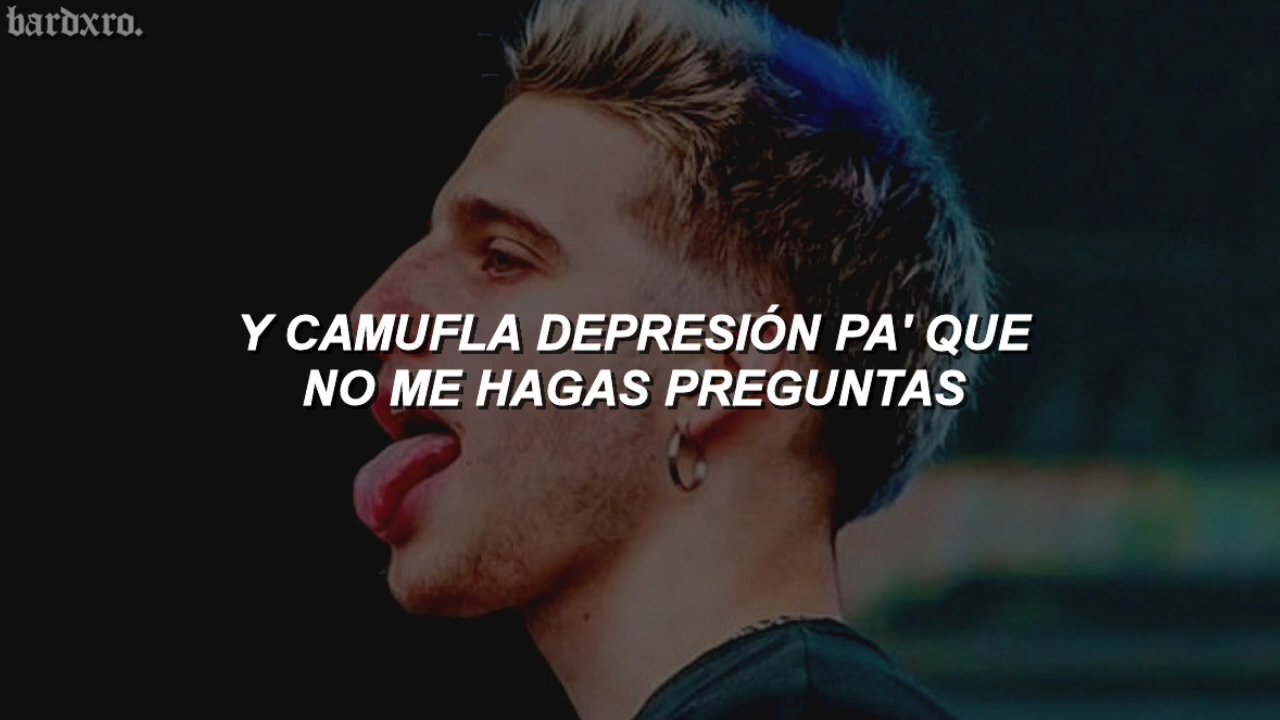 bardxro.
Y CAMUFLA DEPRESIÓN PA' QUE
NO ME HAGAS PREGUNTAS